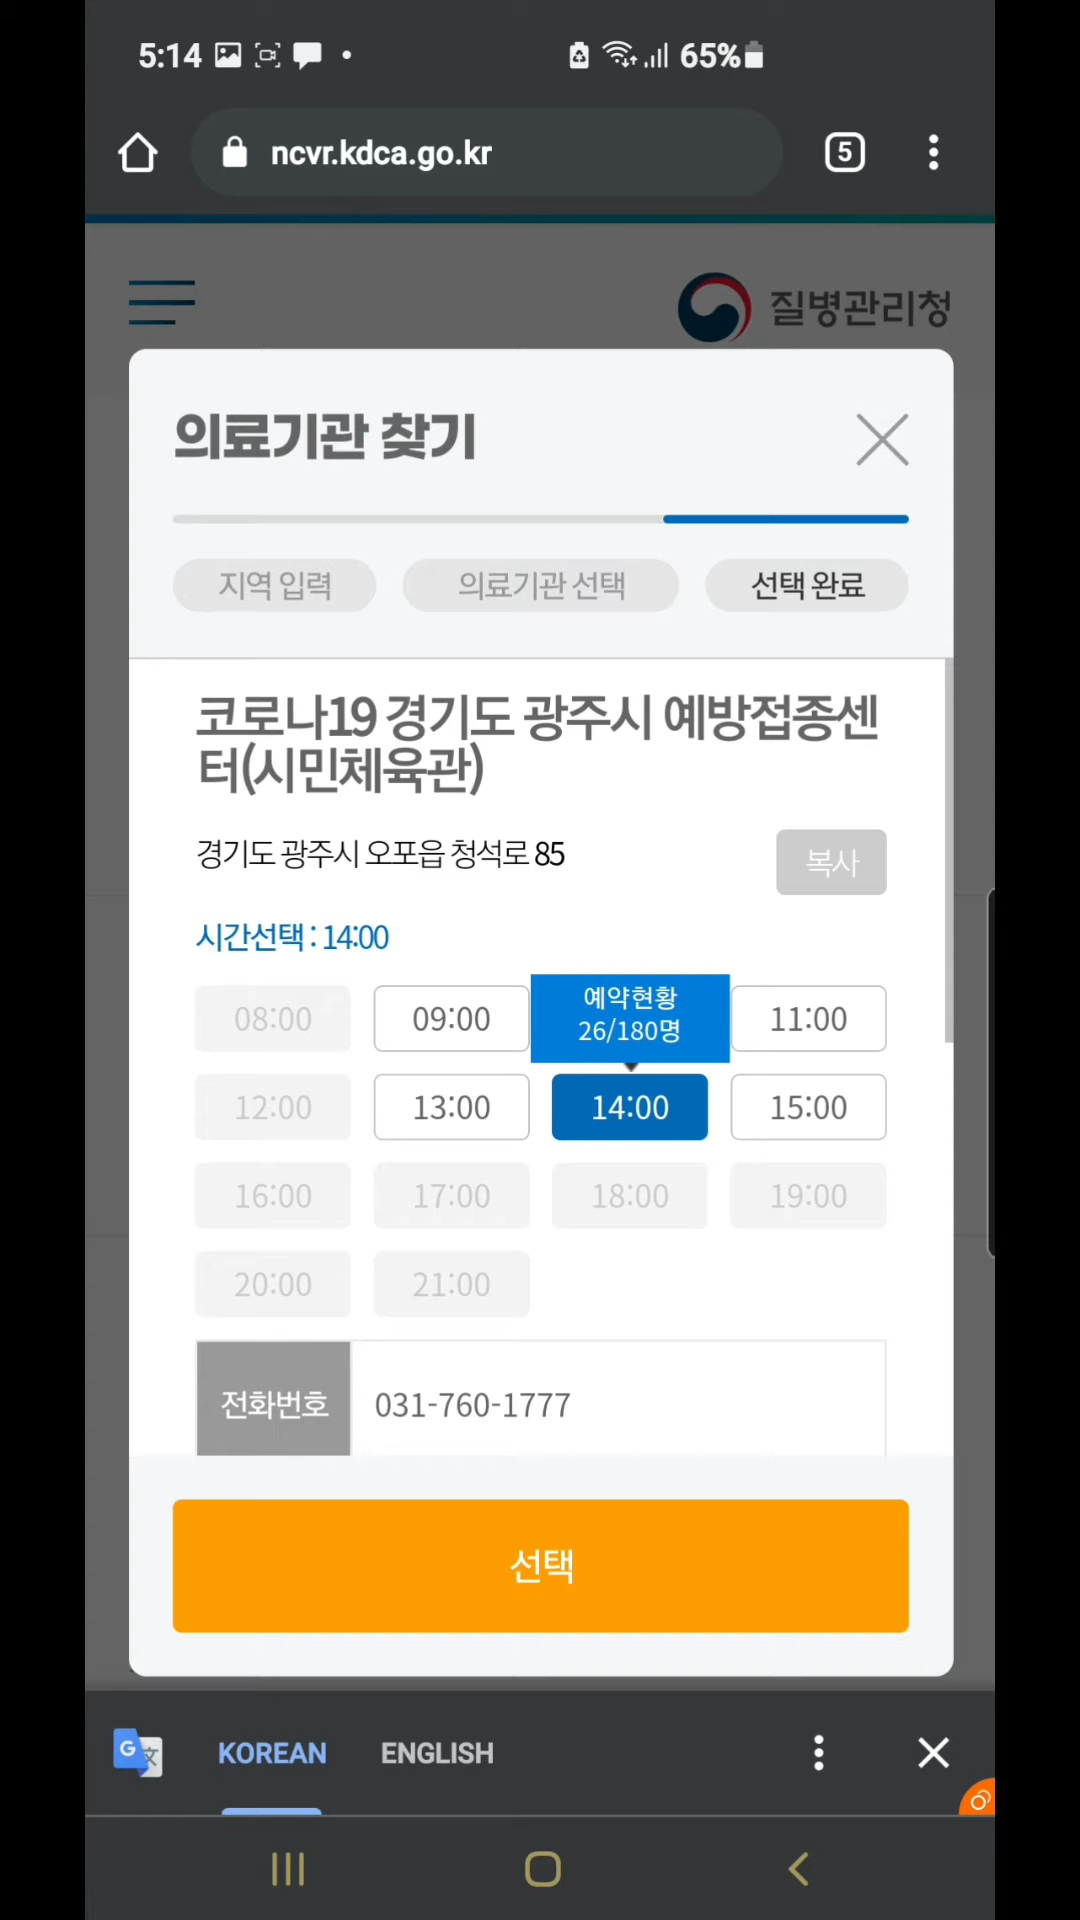 5:14 65%
ncvr.kdca.go.kr 5
질병관리청
의료기관 찾기
지역 입력 의료기관 선택 선택 완료
코로나19 경기도 광주시 예방접종센
터(시민체육관)
경기도 광주시 오포읍 청석로 85 복사
시간선택 : 14:00
예약현황
26/180명
08:00 09:00 11:00
12:00 13:00 14:00 15:00
16:00 17:00 18:00 19:00
20:00 21:00
전화번호 031-760-1777
선택
G 文 KOREAN ENGLISH